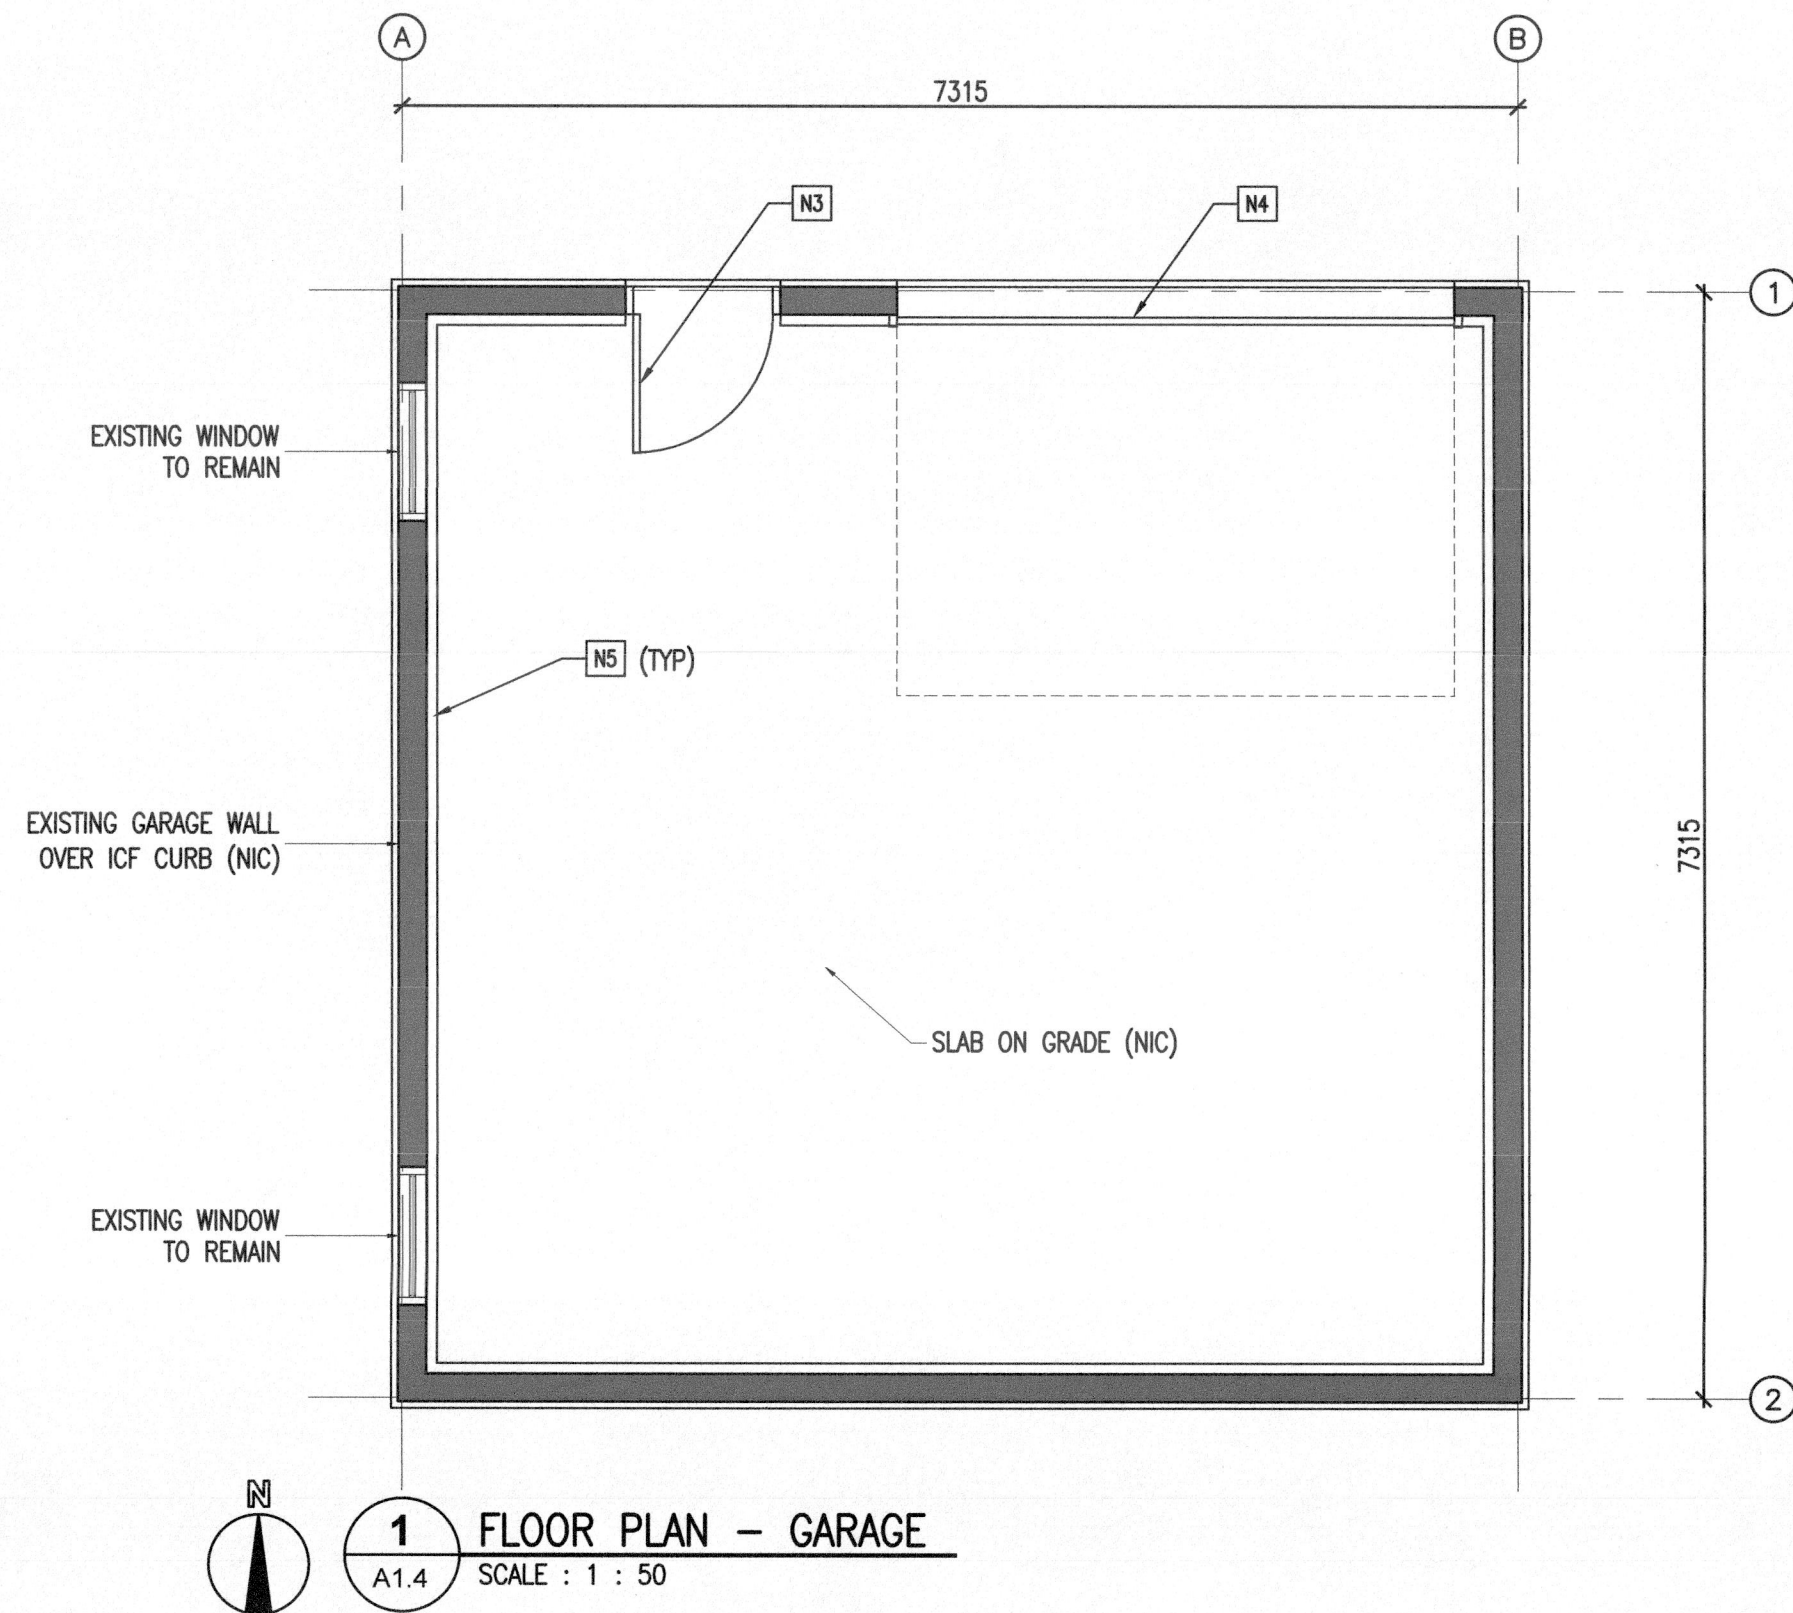 A
B
7315
N3
N4
1
EXISTING WINDOW
TO REMAIN
N5 (TYP)
EXISTING GARAGE WALL
OVER ICF CURB (NIC)
7315
SLAB ON GRADE (NIC)
EXISTING WINDOW
TO REMAIN
2
N
1
FLOOR PLAN – GARAGE
A1.4
SCALE : 1 : 50